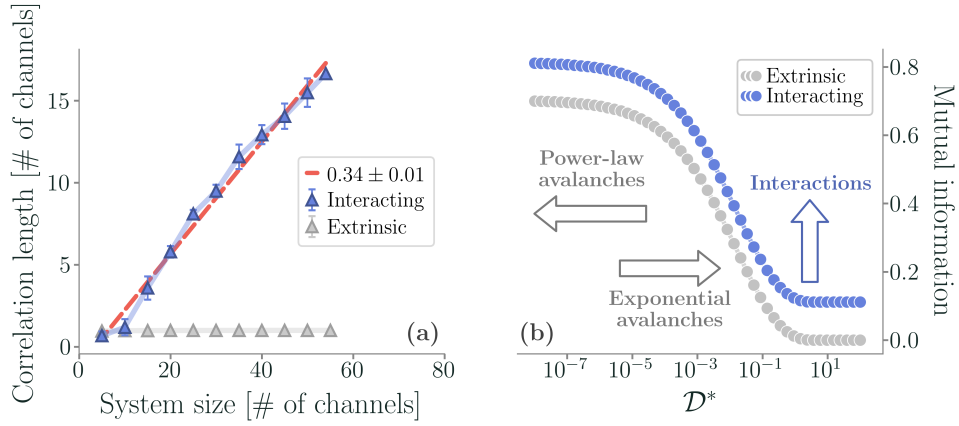 Correlation length [# of channels]
15
10
5
0
0
20
40
60
80
System size [# of channels]
0.34 ± 0.01
Interacting
Extrinsic
(a)
Extrinsic
Interacting
Power-law
avalanches
Interactions
Exponential
avalanches
(b)
10⁻⁷
10⁻⁵
10⁻³
10⁻¹
10¹
𝒟*
0.8
0.6
0.4
0.2
0.0
Mutual information